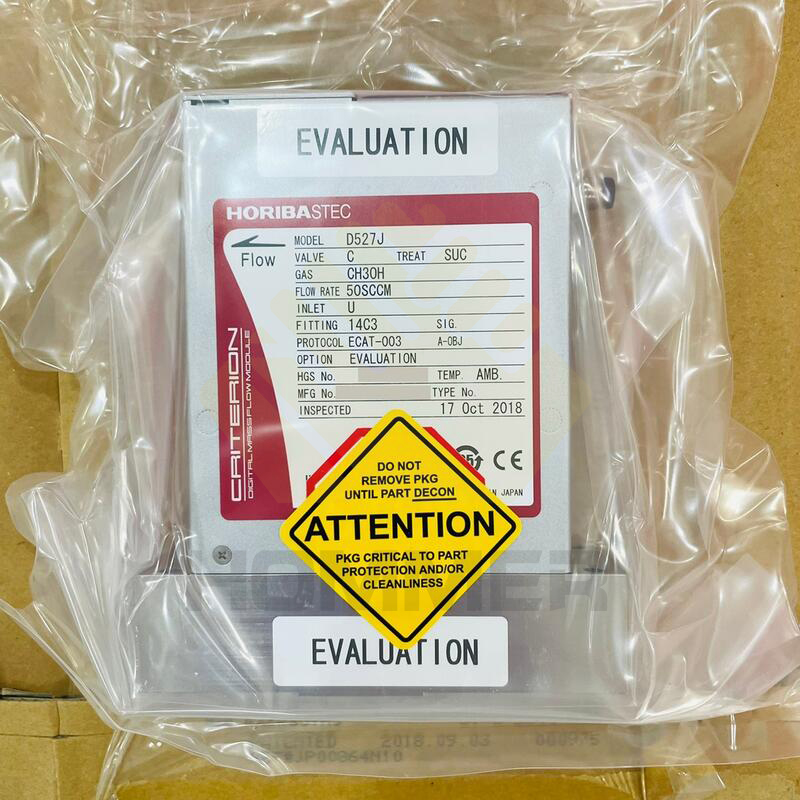 EVALUATION
HORIBASTEC
Flow
MODEL D527J
VALVE C TREAT SUC
GAS CH3OH
FLOW RATE 50SCCM
INLET U
FITTING 14C3 SIG.
PROTOCOL ECAT-003 A-OBJ
OPTION EVALUATION
HGS No. TEMP. AMB.
MFG No. TYPE No.
INSPECTED 17 Oct 2018
CRITERION
DIGITAL MASS FLOW MODULE
CE
JAPAN
DO NOT
REMOVE PKG
UNTIL PART DECON
ATTENTION
PKG CRITICAL TO PART
PROTECTION AND/OR
CLEANLINESS
HOMMER
EVALUATION
2018.09.03